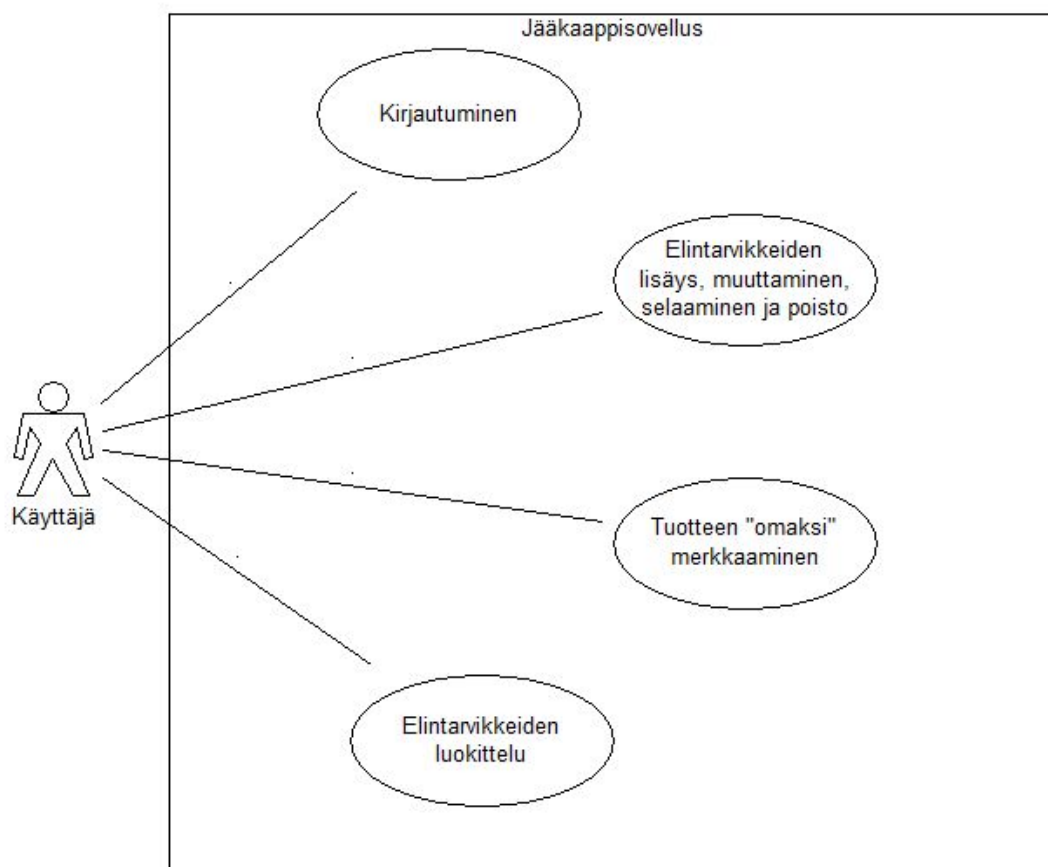 Jääkaappisovellus
Kirjautuminen
Elintarvikkeiden
lisäys, muuttaminen,
selaaminen ja poisto
Käyttäjä
Tuotteen "omaksi"
merkkaaminen
Elintarvikkeiden
luokittelu